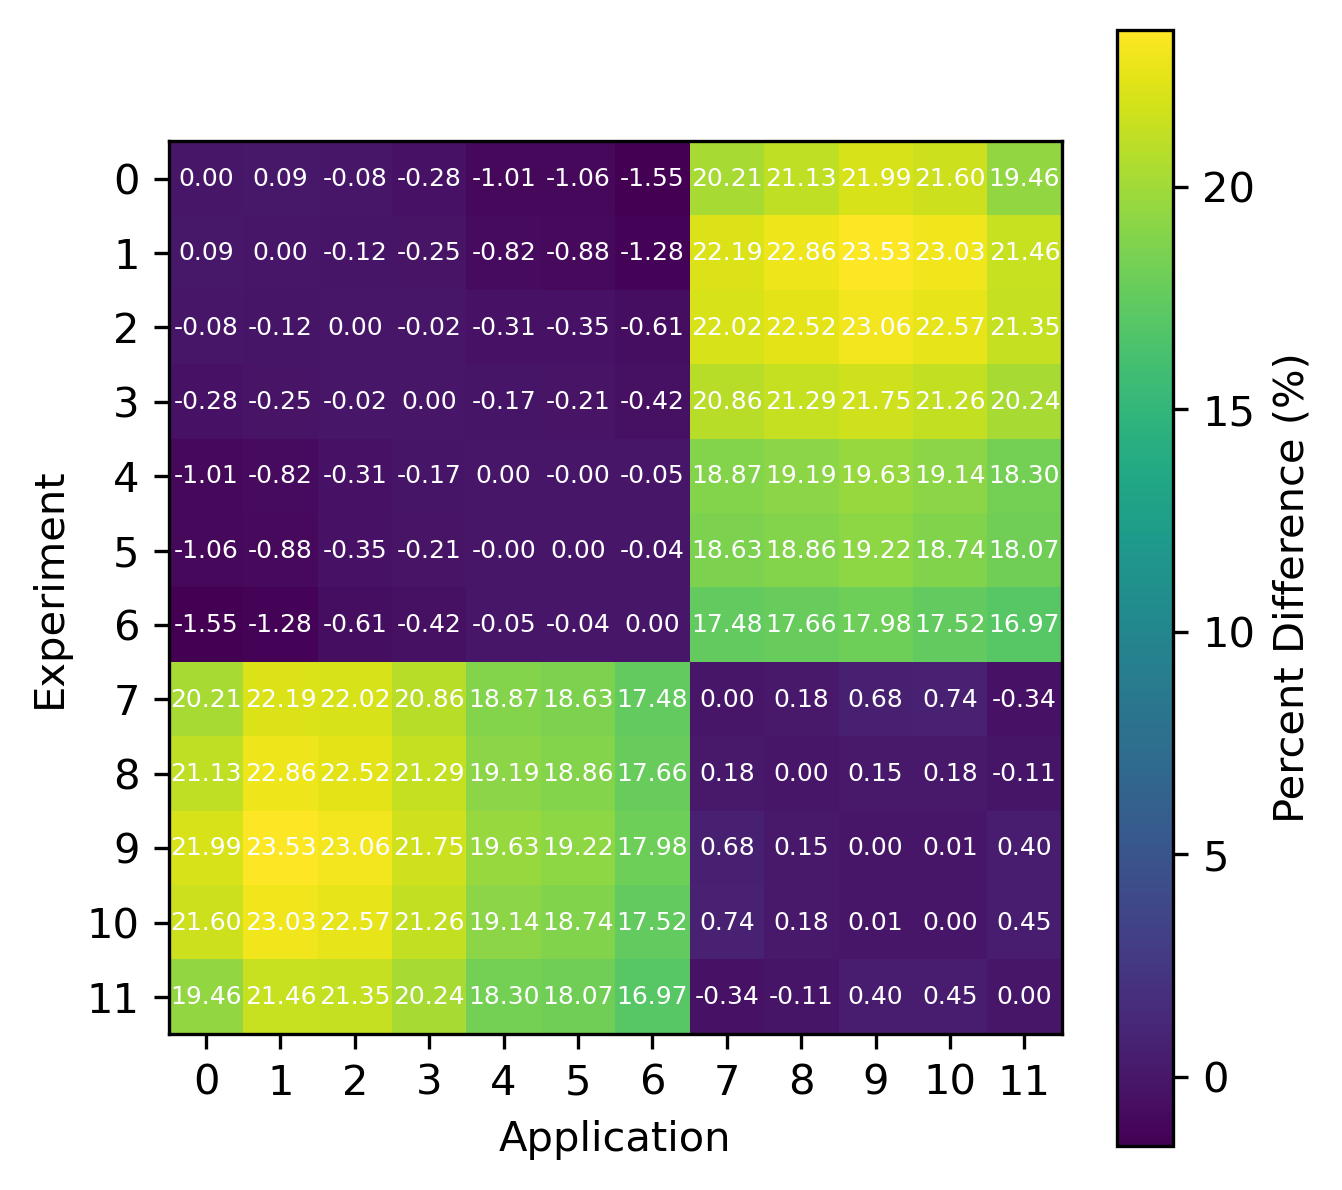 0 0.00 0.09 -0.08 -0.28 -1.01 -1.06 -1.55 20.21 21.13 21.99 21.60 19.46
1 0.09 0.00 -0.12 -0.25 -0.82 -0.88 -1.28 22.19 22.86 23.53 23.03 21.46
2 -0.08 -0.12 0.00 -0.02 -0.31 -0.35 -0.61 22.02 22.52 23.06 22.57 21.35
3 -0.28 -0.25 -0.02 0.00 -0.17 -0.21 -0.42 20.86 21.29 21.75 21.26 20.24
4 -1.01 -0.82 -0.31 -0.17 0.00 -0.00 -0.05 18.87 19.19 19.63 19.14 18.30
5 -1.06 -0.88 -0.35 -0.21 -0.00 0.00 -0.04 18.63 18.86 19.22 18.74 18.07
6 -1.55 -1.28 -0.61 -0.42 -0.05 -0.04 0.00 17.48 17.66 17.98 17.52 16.97
7 20.21 22.19 22.02 20.86 18.87 18.63 17.48 0.00 0.18 0.68 0.74 -0.34
8 21.13 22.86 22.52 21.29 19.19 18.86 17.66 0.18 0.00 0.15 0.18 -0.11
9 21.99 23.53 23.06 21.75 19.63 19.22 17.98 0.68 0.15 0.00 0.01 0.40
10 21.60 23.03 22.57 21.26 19.14 18.74 17.52 0.74 0.18 0.01 0.00 0.45
11 19.46 21.46 21.35 20.24 18.30 18.07 16.97 -0.34 -0.11 0.40 0.45 0.00
0 1 2 3 4 5 6 7 8 9 10 11
Application
Experiment
20
15
10
5
0
Percent Difference (%)